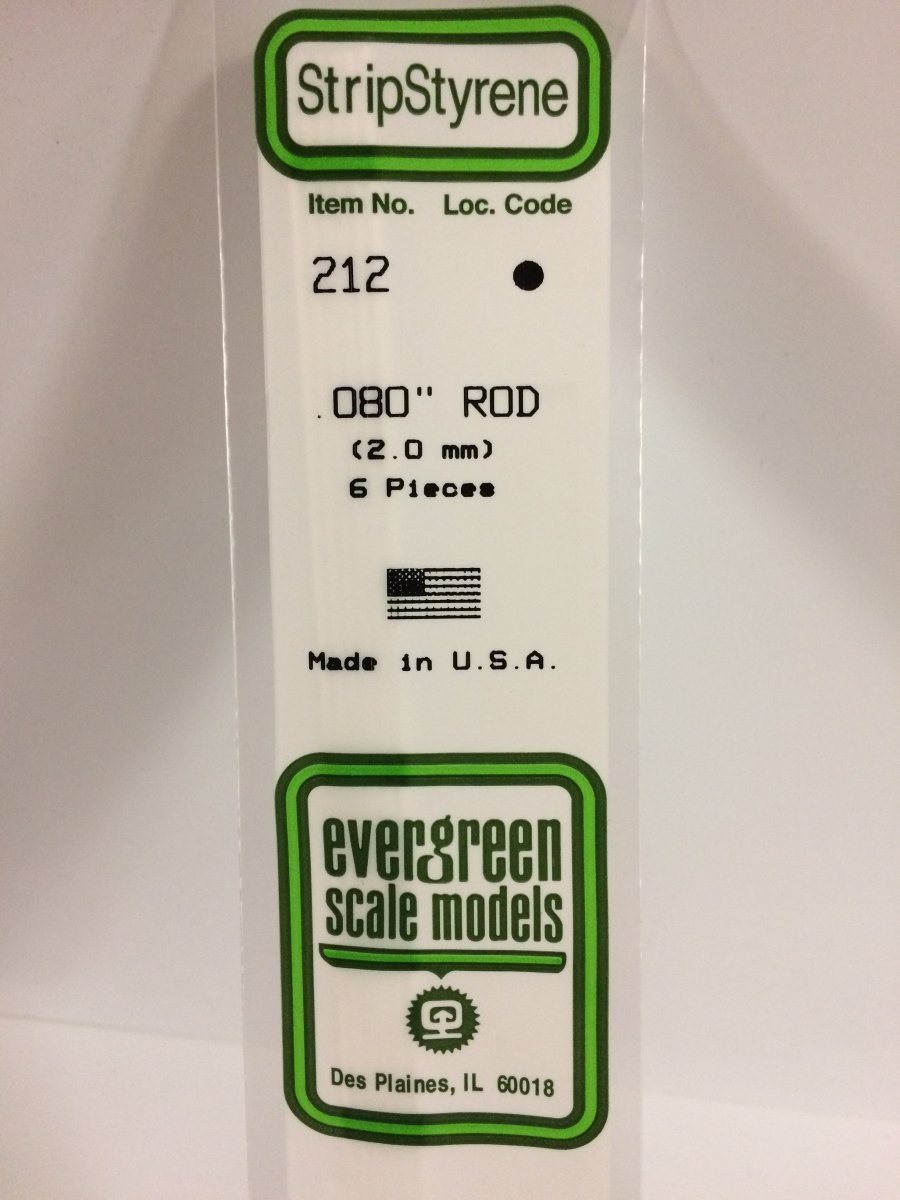 StripStyrene
Item No. Loc. Code
212
.080" ROD
(2.0 mm)
6 Pieces
Made in U.S.A.
evergreen
scale models
Des Plaines, IL 60018